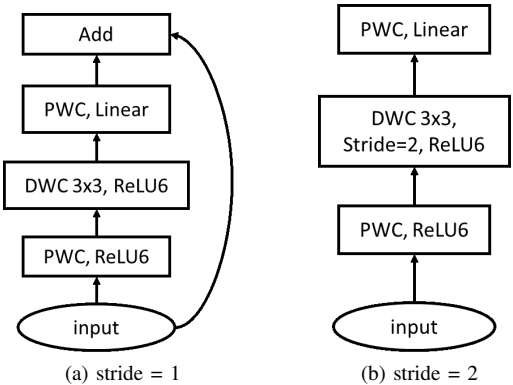 Add
PWC, Linear
DWC 3x3, ReLU6
PWC, ReLU6
input
(a) stride = 1
PWC, Linear
DWC 3x3,
Stride=2, ReLU6
PWC, ReLU6
input
(b) stride = 2